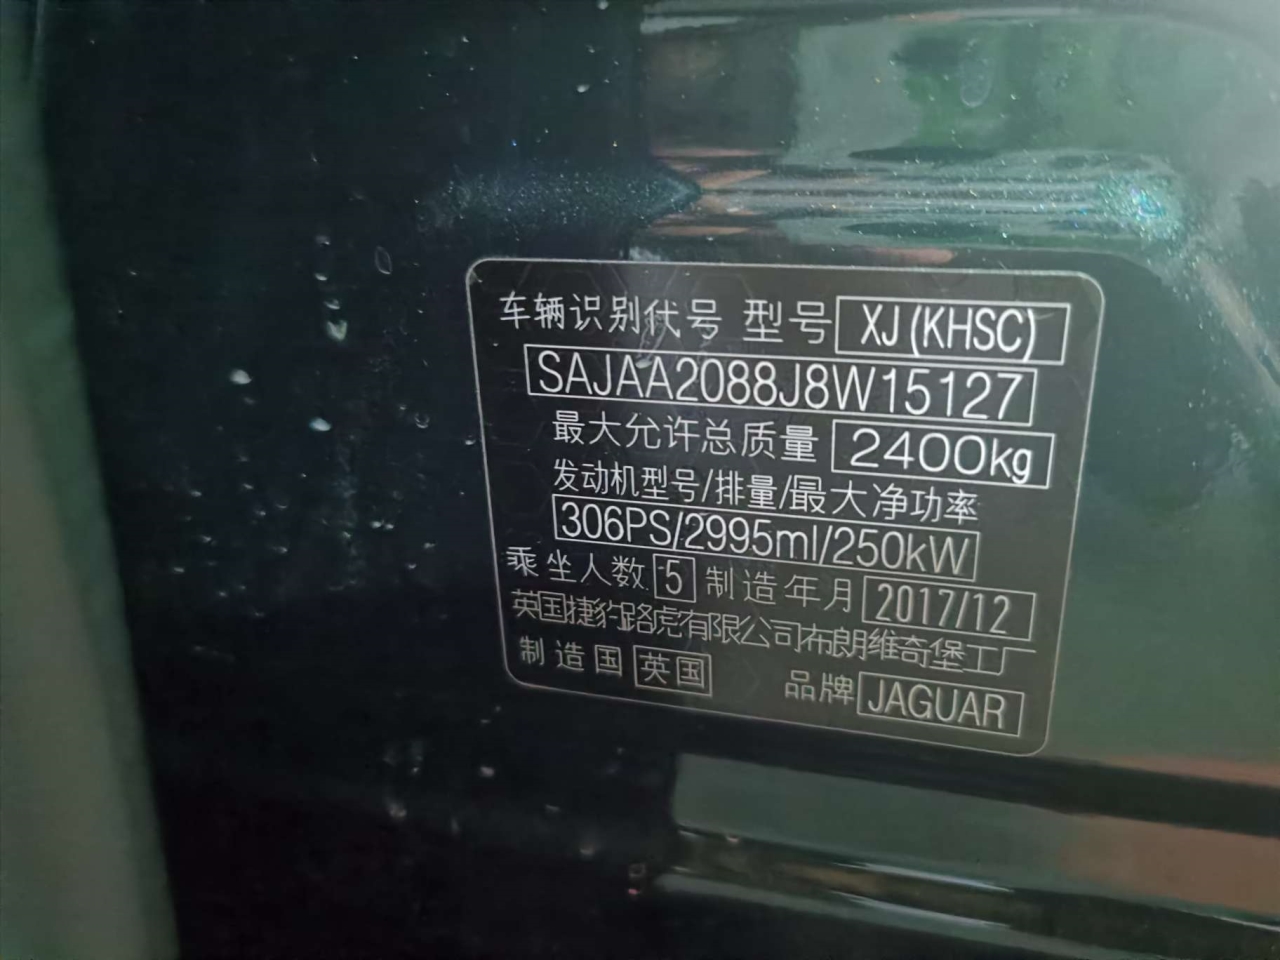 车辆识别代号 型号 XJ(KHSC)
SAJAA2088J8W15127
最大允许总质量 2400kg
发动机型号/排量/最大净功率
306PS/2995ml/250kW
乘坐人数 5 制造年月 2017/12
英国捷豹路虎有限公司布朗维奇堡工厂
制造国 英国 品牌 JAGUAR